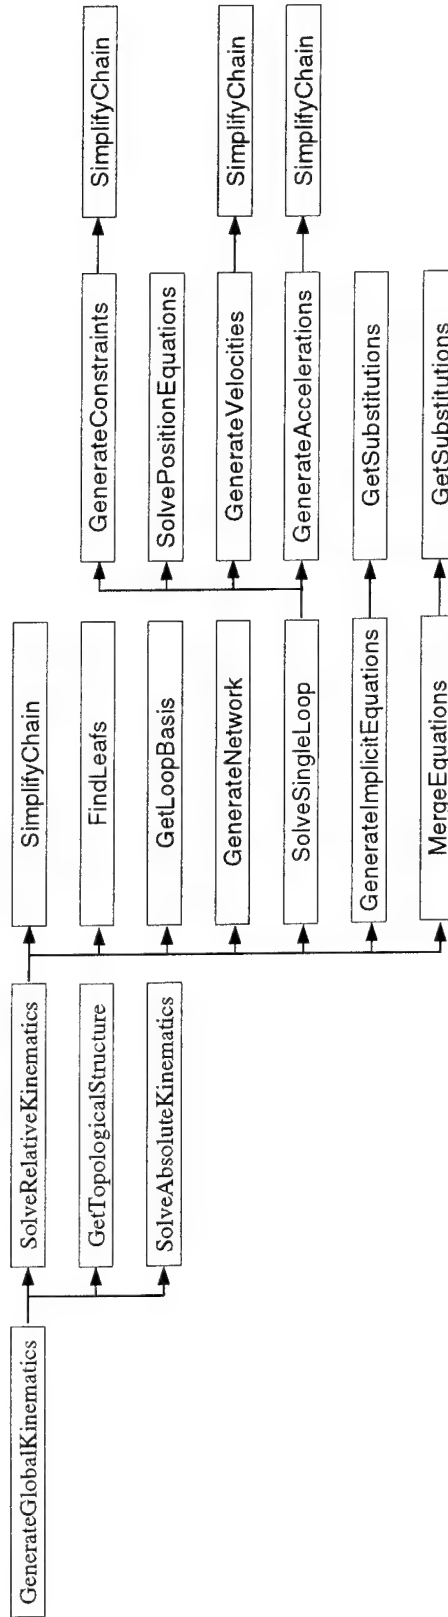 GenerateGlobalKinematics
SolveRelativeKinematics
GetTopologicalStructure
SolveAbsoluteKinematics
SimplifyChain
FindLeafs
GetLoopBasis
GenerateNetwork
SolveSingleLoop
GenerateImplicitEquations
MergeEquations
GenerateConstraints
SolvePositionEquations
GenerateVelocities
GenerateAccelerations
GetSubstitutions
GetSubstitutions
SimplifyChain
SimplifyChain
SimplifyChain